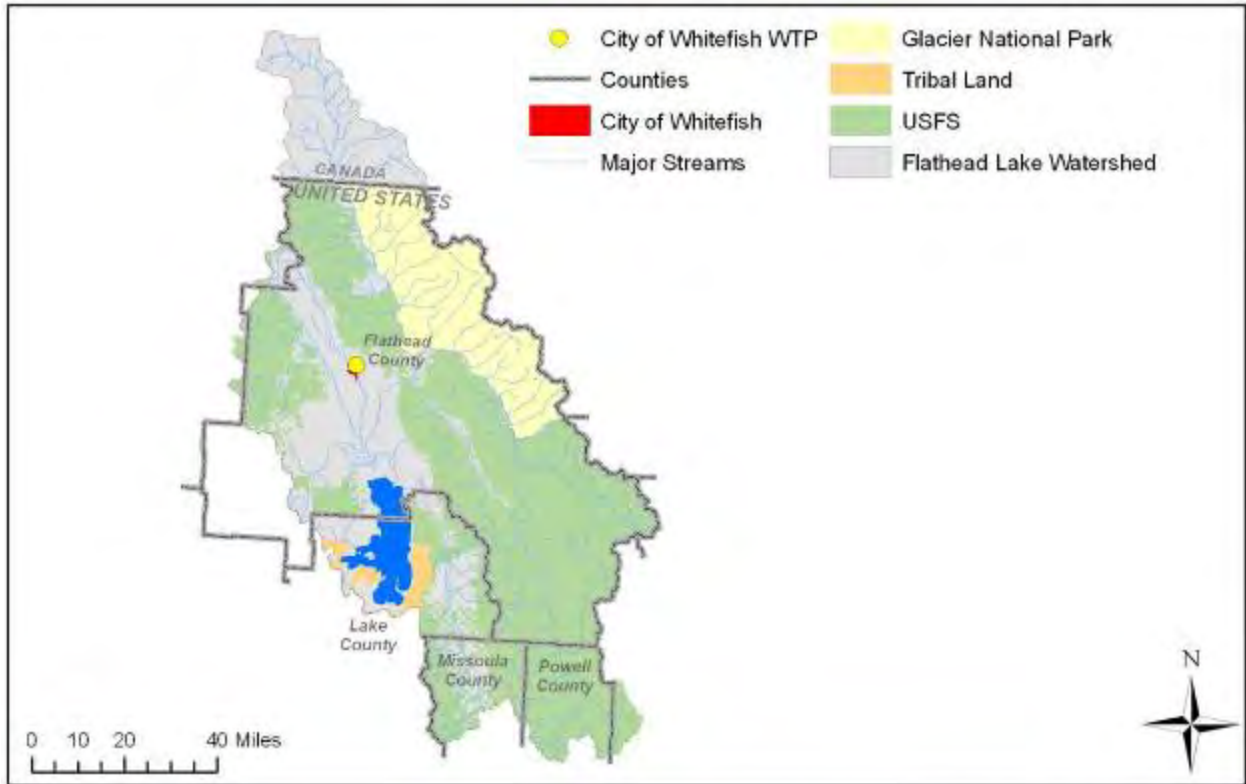 City of Whitefish WTP
Counties
City of Whitefish
Major Streams
Glacier National Park
Tribal Land
USFS
Flathead Lake Watershed
CANADA
UNITED STATES
Flathead
County
Lake
County
Missoula
County
Powell
County
0 10 20 40 Miles
N